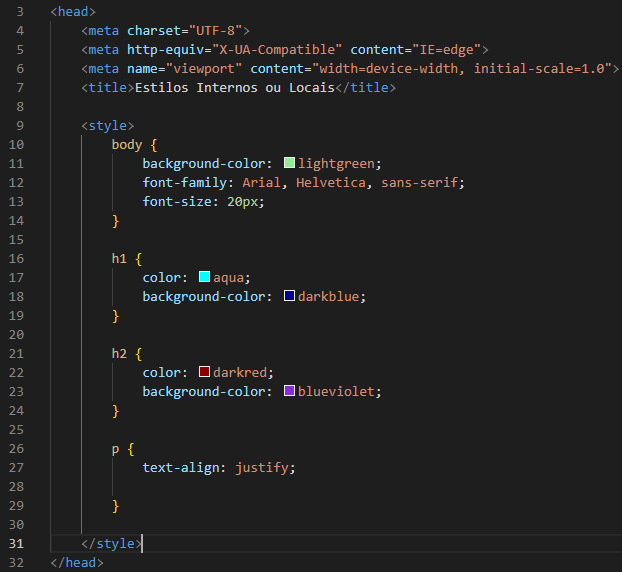 3 <head>
4 <meta charset="UTF-8">
5 <meta http-equiv="X-UA-Compatible" content="IE=edge">
6 <meta name="viewport" content="width=device-width, initial-scale=1.0">
7 <title>Estilos Internos ou Locais</title>
8
9 <style>
10 body {
11 background-color: lightgreen;
12 font-family: Arial, Helvetica, sans-serif;
13 font-size: 20px;
14 }
15
16 h1 {
17 color: aqua;
18 background-color: darkblue;
19 }
20
21 h2 {
22 color: darkred;
23 background-color: blueviolet;
24 }
25
26 p {
27 text-align: justify;
28
29 }
30
31 </style>
32 </head>